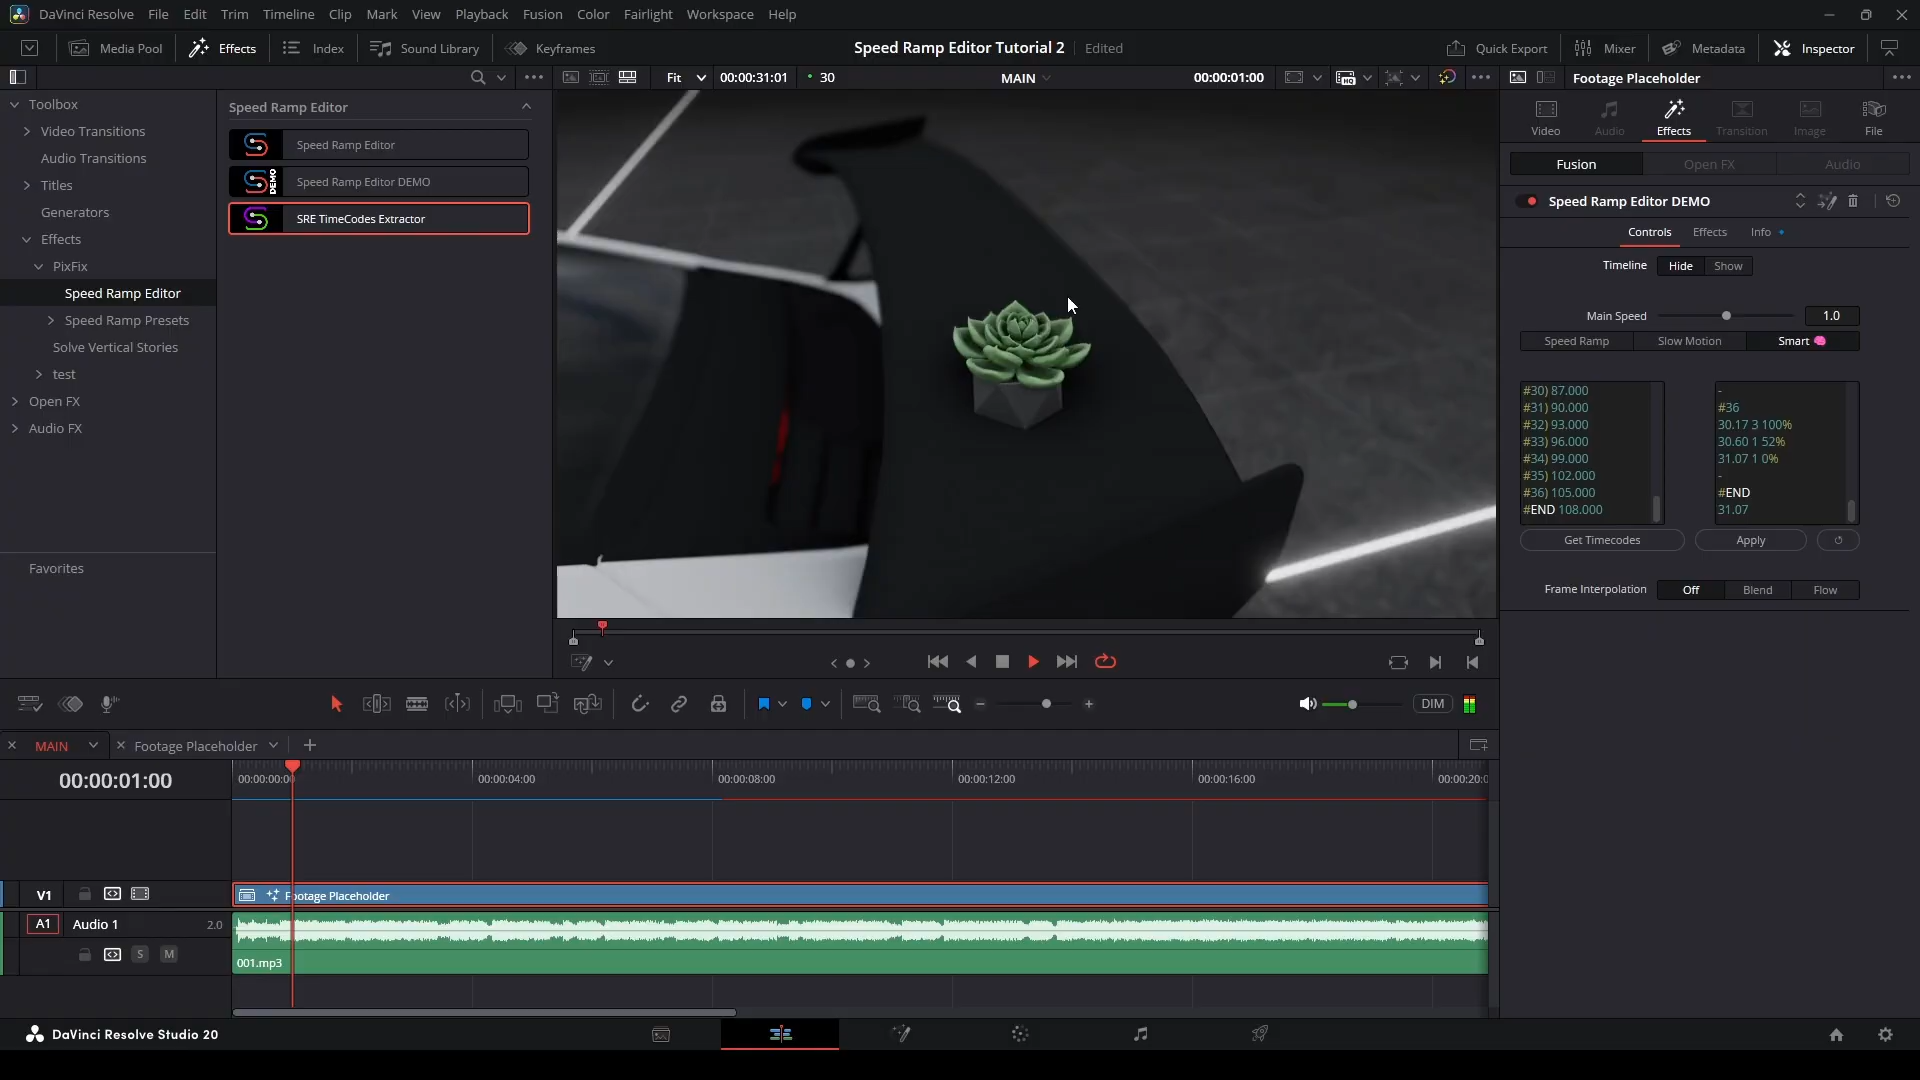 DaVinci Resolve File Edit Trim Timeline Clip Mark View Playback Fusion Color Fairlight Workspace Help
Media Pool Effects Index Sound Library Keyframes Speed Ramp Editor Tutorial 2 Edited Quick Export Mixer Metadata Inspector
Fit 00:00:31:01 30 MAIN 00:00:01:00 Footage Placeholder
Toolbox
Video Transitions
Audio Transitions
Titles
Generators
Effects
PixFix
Speed Ramp Editor
Speed Ramp Presets
Solve Vertical Stories
test
Open FX
Audio FX
Favorites
Speed Ramp Editor
Speed Ramp Editor
DEMO Speed Ramp Editor DEMO
SRE TimeCodes Extractor
Video Audio Effects Transition Image File
Fusion Open FX Audio
Speed Ramp Editor DEMO
Controls Effects Info
Timeline Hide Show
Main Speed 1.0
Speed Ramp Slow Motion Smart
#30) 87.000
#31) 90.000
#32) 93.000
#33) 96.000
#34) 99.000
#35) 102.000
#36) 105.000
#END 108.000
-
#36
30.17 3 100%
30.60 1 52%
31.07 1 0%
-
#END
31.07
Get Timecodes Apply
Frame Interpolation Off Blend Flow
DIM
MAIN Footage Placeholder
00:00:01:00
00:00:00:00 00:00:04:00 00:00:08:00 00:00:12:00 00:00:16:00 00:00:20:0
V1 Footage Placeholder
A1 Audio 1 2.0
S M
001.mp3
DaVinci Resolve Studio 20